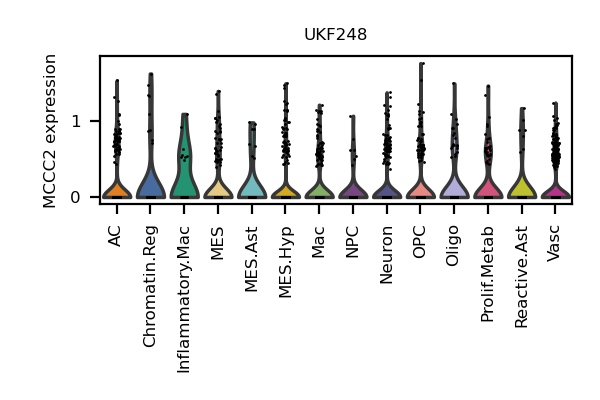 UKF248
MCCC2 expression
1
0
AC
Chromatin.Reg
Inflammatory.Mac
MES
MES.Ast
MES.Hyp
Mac
NPC
Neuron
OPC
Oligo
Prolif.Metab
Reactive.Ast
Vasc